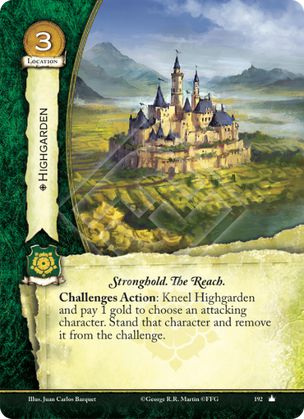 3
Location
Highgarden
Stronghold. The Reach.
Challenges Action: Kneel Highgarden
and pay 1 gold to choose an attacking
character. Stand that character and remove
it from the challenge.
Illus. Juan Carlos Barquet ©George R.R. Martin ©FFG 192